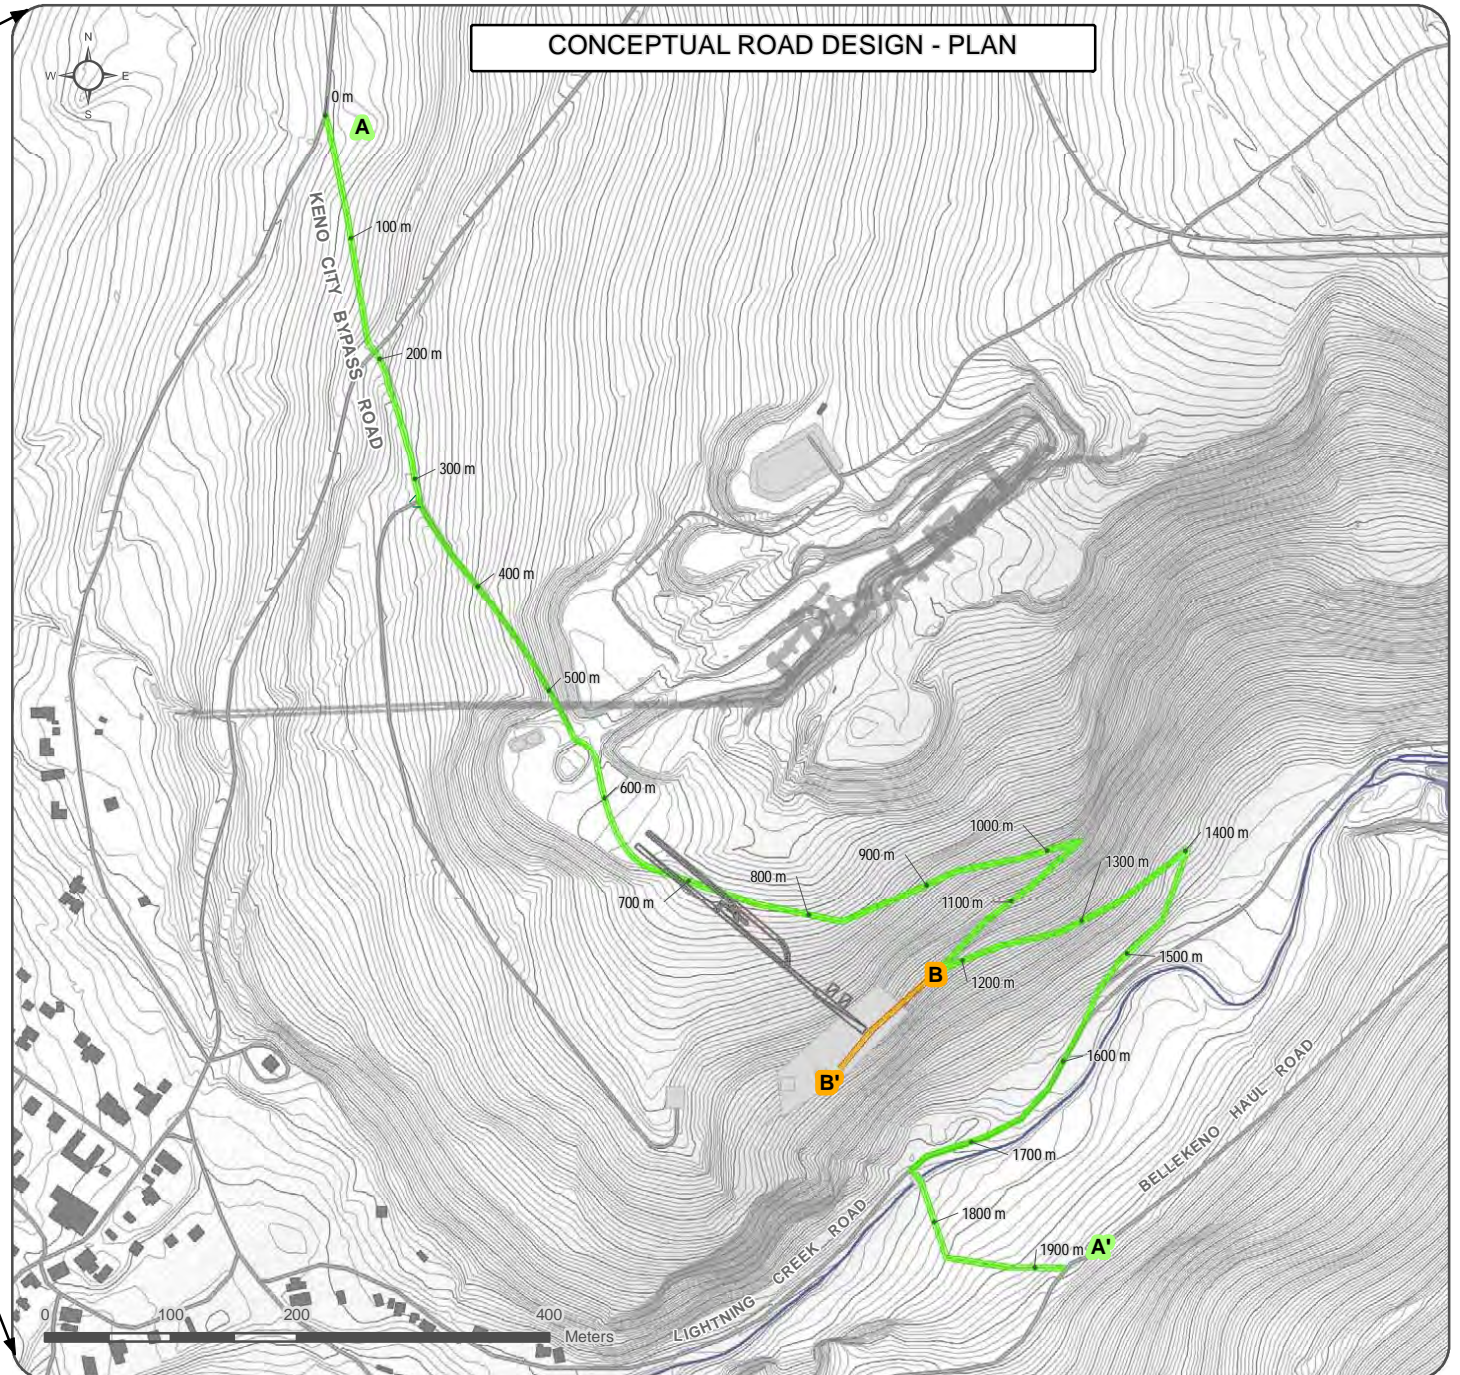 CONCEPTUAL ROAD DESIGN - PLAN
N
W E
S
0 m
A
100 m
KENO CITY BYPASS ROAD
200 m
300 m
400 m
500 m
600 m
700 m
800 m
900 m
1000 m
1100 m
1200 m
1300 m
1400 m
1500 m
B
B'
1600 m
1700 m
1800 m
1900 m
A'
BELLEKENO HAUL ROAD
LIGHTNING CREEK ROAD
0 100 200 400
Meters